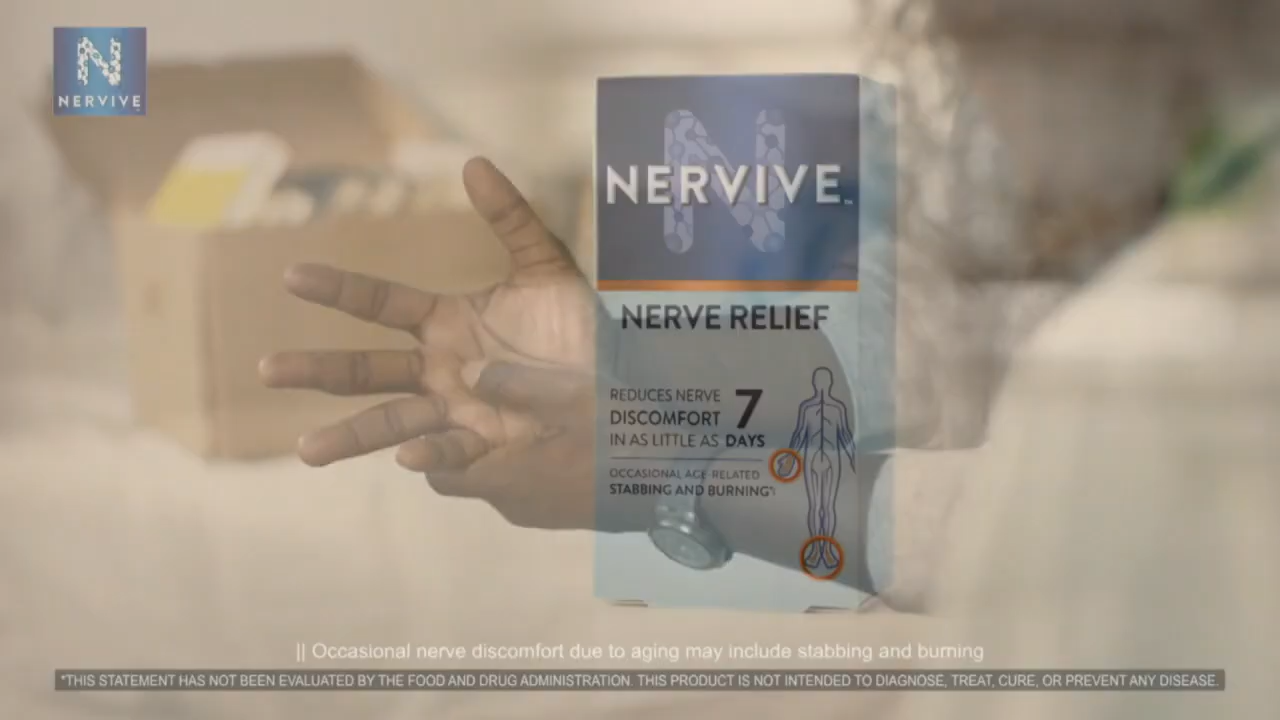 N
NERVIVE
N
NERVIVE™
NERVE RELIEF
REDUCES NERVE
DISCOMFORT
IN AS LITTLE AS
7
DAYS
OCCASIONAL AGE-RELATED
STABBING AND BURNING*
|| Occasional nerve discomfort due to aging may include stabbing and burning
*THIS STATEMENT HAS NOT BEEN EVALUATED BY THE FOOD AND DRUG ADMINISTRATION. THIS PRODUCT IS NOT INTENDED TO DIAGNOSE, TREAT, CURE, OR PREVENT ANY DISEASE.